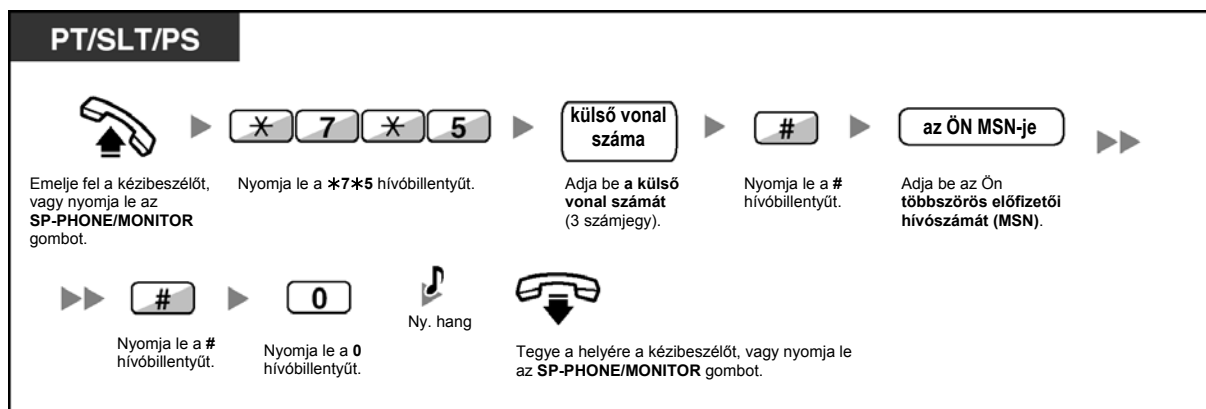 PT/SLT/PS
✱ 7 ✱ 5
külső vonal
száma
#
az ÖN MSN-je
Emelje fel a kézibeszélőt,
vagy nyomja le az
SP-PHONE/MONITOR
gombot.
Nyomja le a ✱7✱5 hívóbillentyűt.
Adja be a külső
vonal számát
(3 számjegy).
Nyomja le a #
hívóbillentyűt.
Adja be az Ön
többszörös előfizetői
hívószámát (MSN).
#
0
Nyomja le a #
hívóbillentyűt.
Nyomja le a 0
hívóbillentyűt.
Ny. hang
Tegye a helyére a kézibeszélőt, vagy nyomja le
az SP-PHONE/MONITOR gombot.